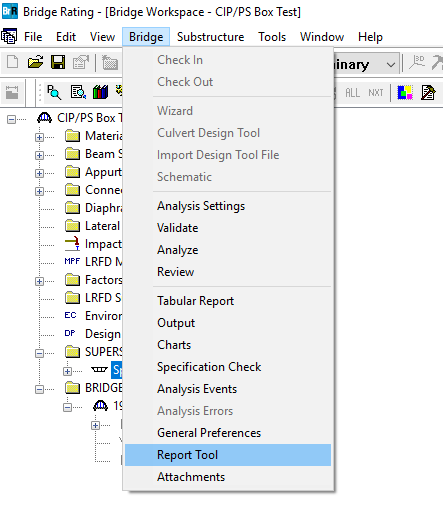 Br Bridge Rating - [Bridge Workspace - CIP/PS Box Test]
File Edit View Bridge Substructure Tools Window Help
Check In
inary
Check Out
Wizard
ALL NXT
Culvert Design Tool
CIP/PS Box T
Import Design Tool File
Materia
Schematic
Beam S
Appurt
Analysis Settings
Connec
Validate
Diaphra
Analyze
Lateral
Review
Impact
MPF LRFD M
Tabular Report
Factors
Output
LRFD S
Charts
EC Environ
Specification Check
DP Design
Analysis Events
SUPERS
Analysis Errors
Sp
General Preferences
BRIDGE
Report Tool
19
Attachments